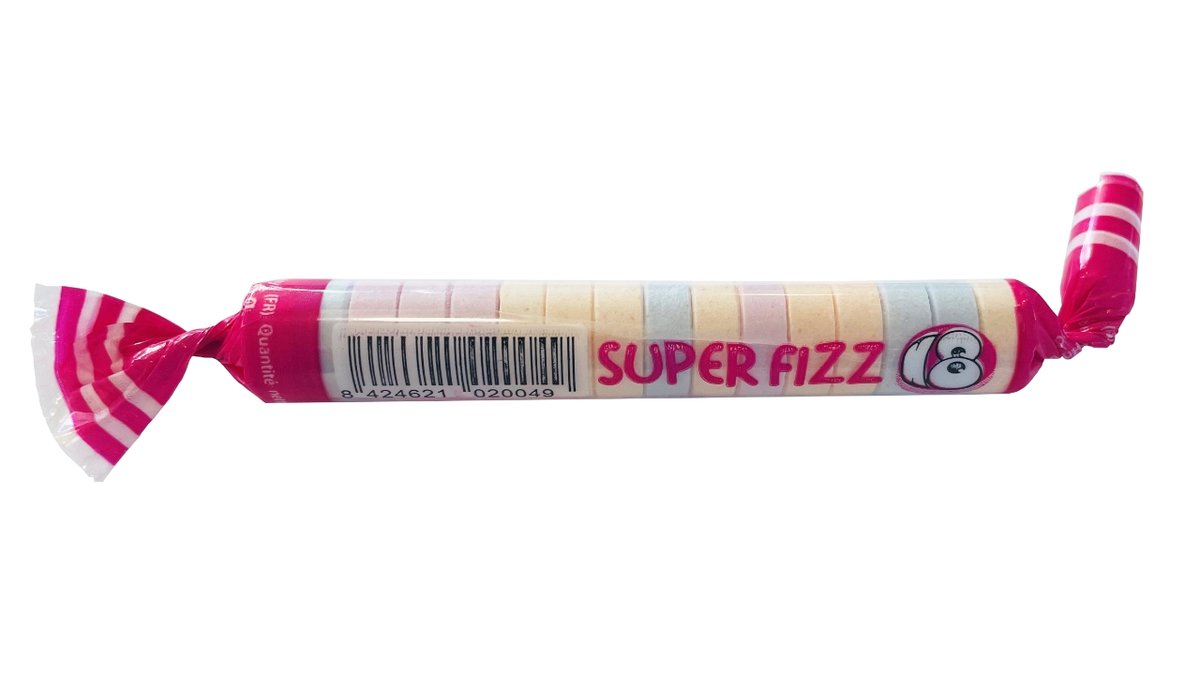 (FR) Quantité
8 424621 020049
SUPER FIZZ